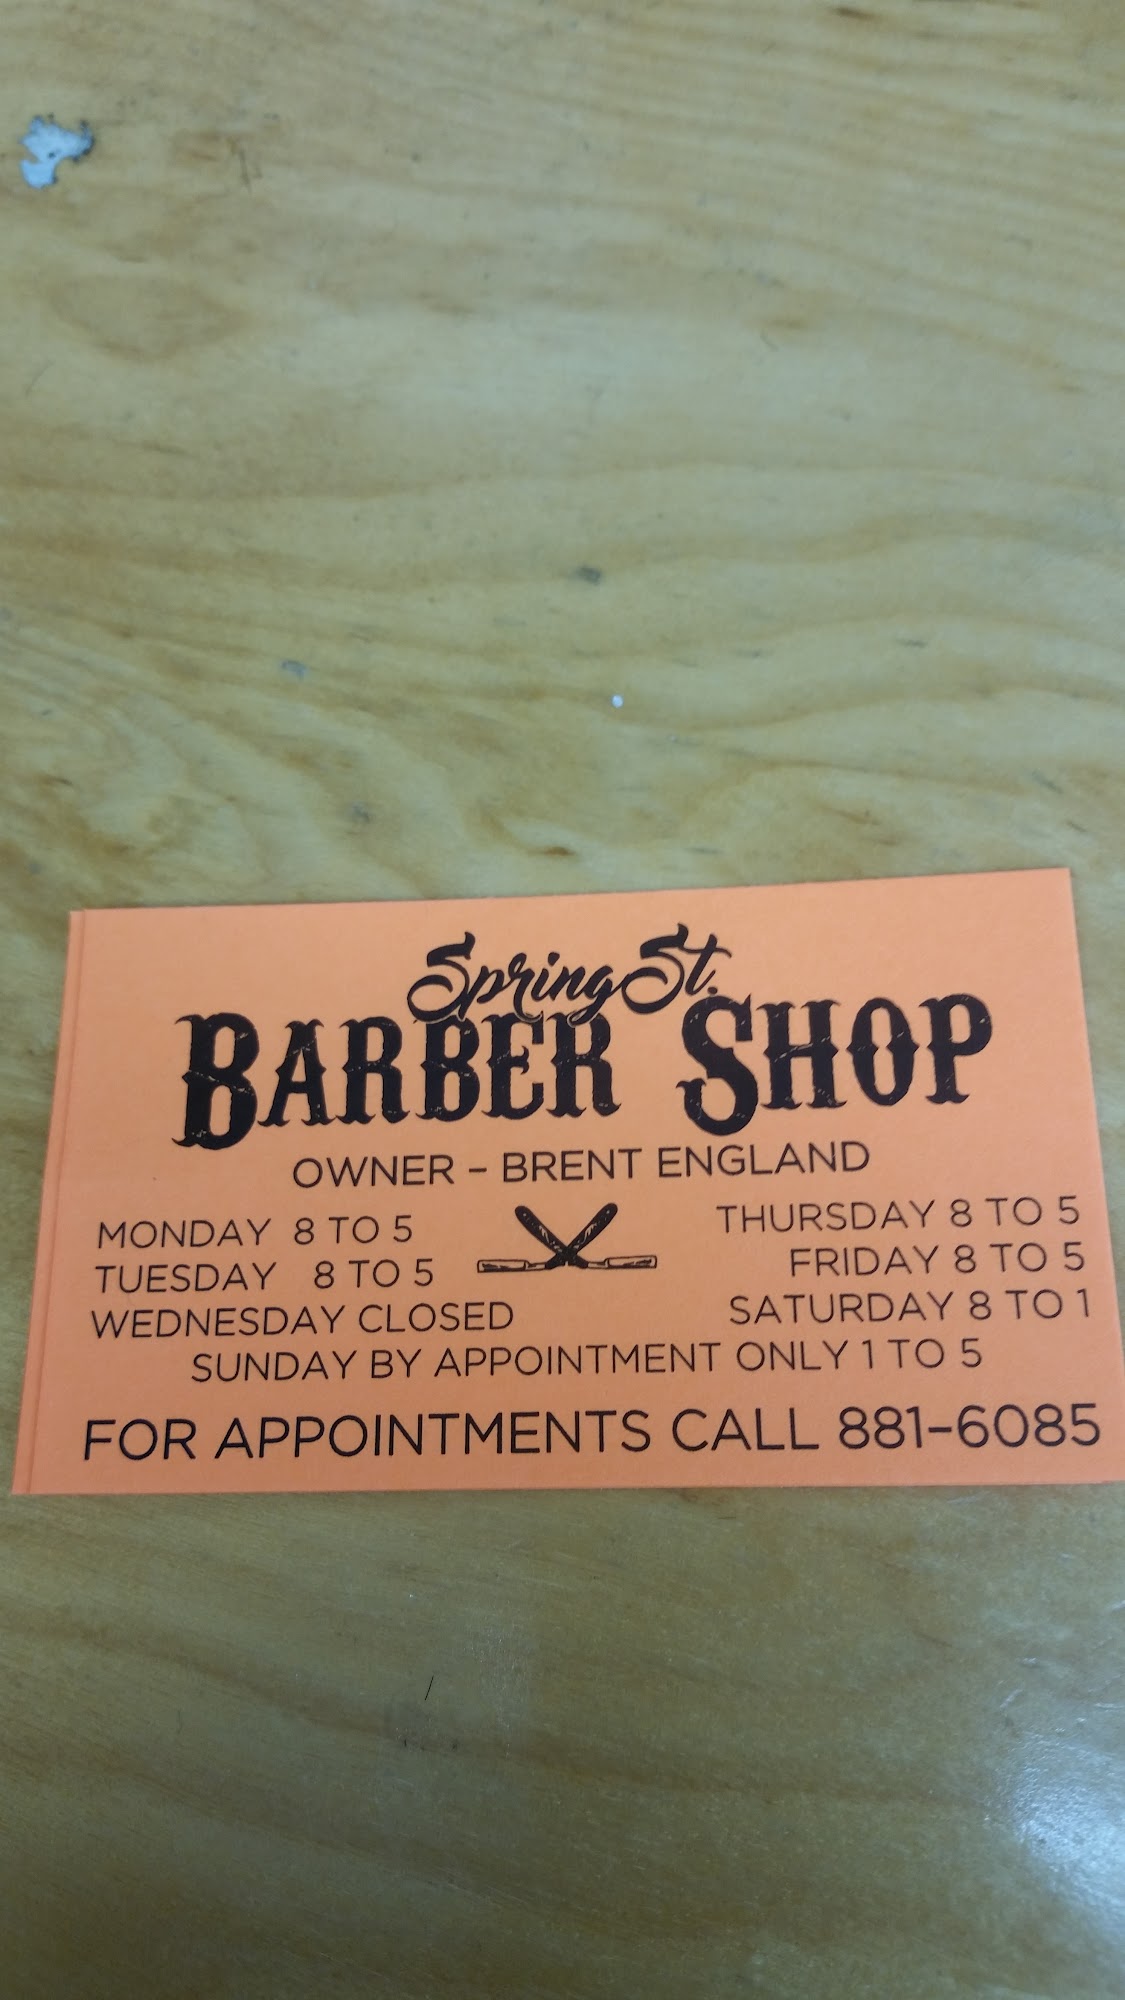 Spring St.
BARBER SHOP
OWNER – BRENT ENGLAND
MONDAY 8 TO 5
TUESDAY 8 TO 5
WEDNESDAY CLOSED
THURSDAY 8 TO 5
FRIDAY 8 TO 5
SATURDAY 8 TO 1
SUNDAY BY APPOINTMENT ONLY 1 TO 5
FOR APPOINTMENTS CALL 881-6085